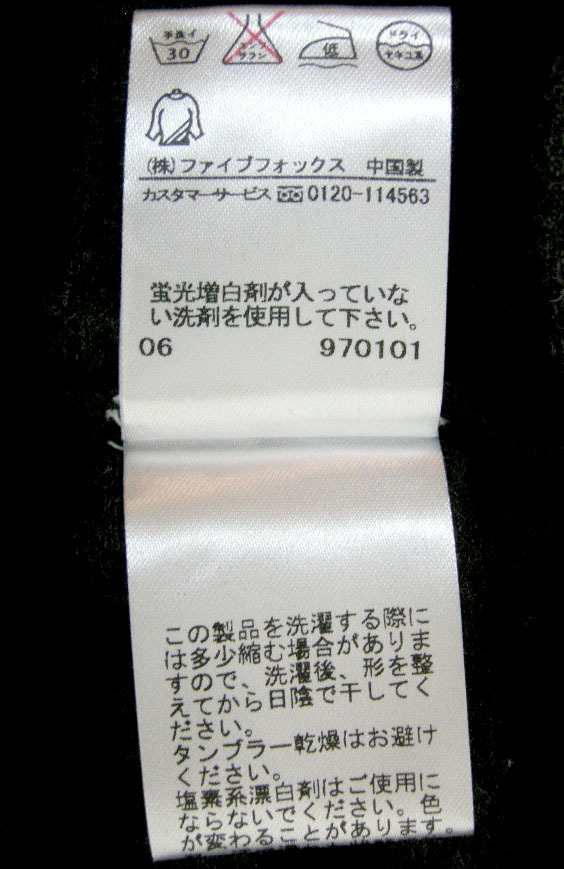 手洗イ 30
エンソ サラシ
低
ドライ セキユ系
(株)ファイブフォックス 中国製
カスタマーサービス 0120-114563
蛍光増白剤が入っていな
い洗剤を使用して下さい。
06 970101
この製品を洗濯する際に
は多少縮む場合がありま
すので、洗濯後、形を整
えてから日陰で干してく
ださい。
タンブラー乾燥はお避け
ください。
塩素系漂白剤はご使用に
ならないでください。色
が変わることがあります。